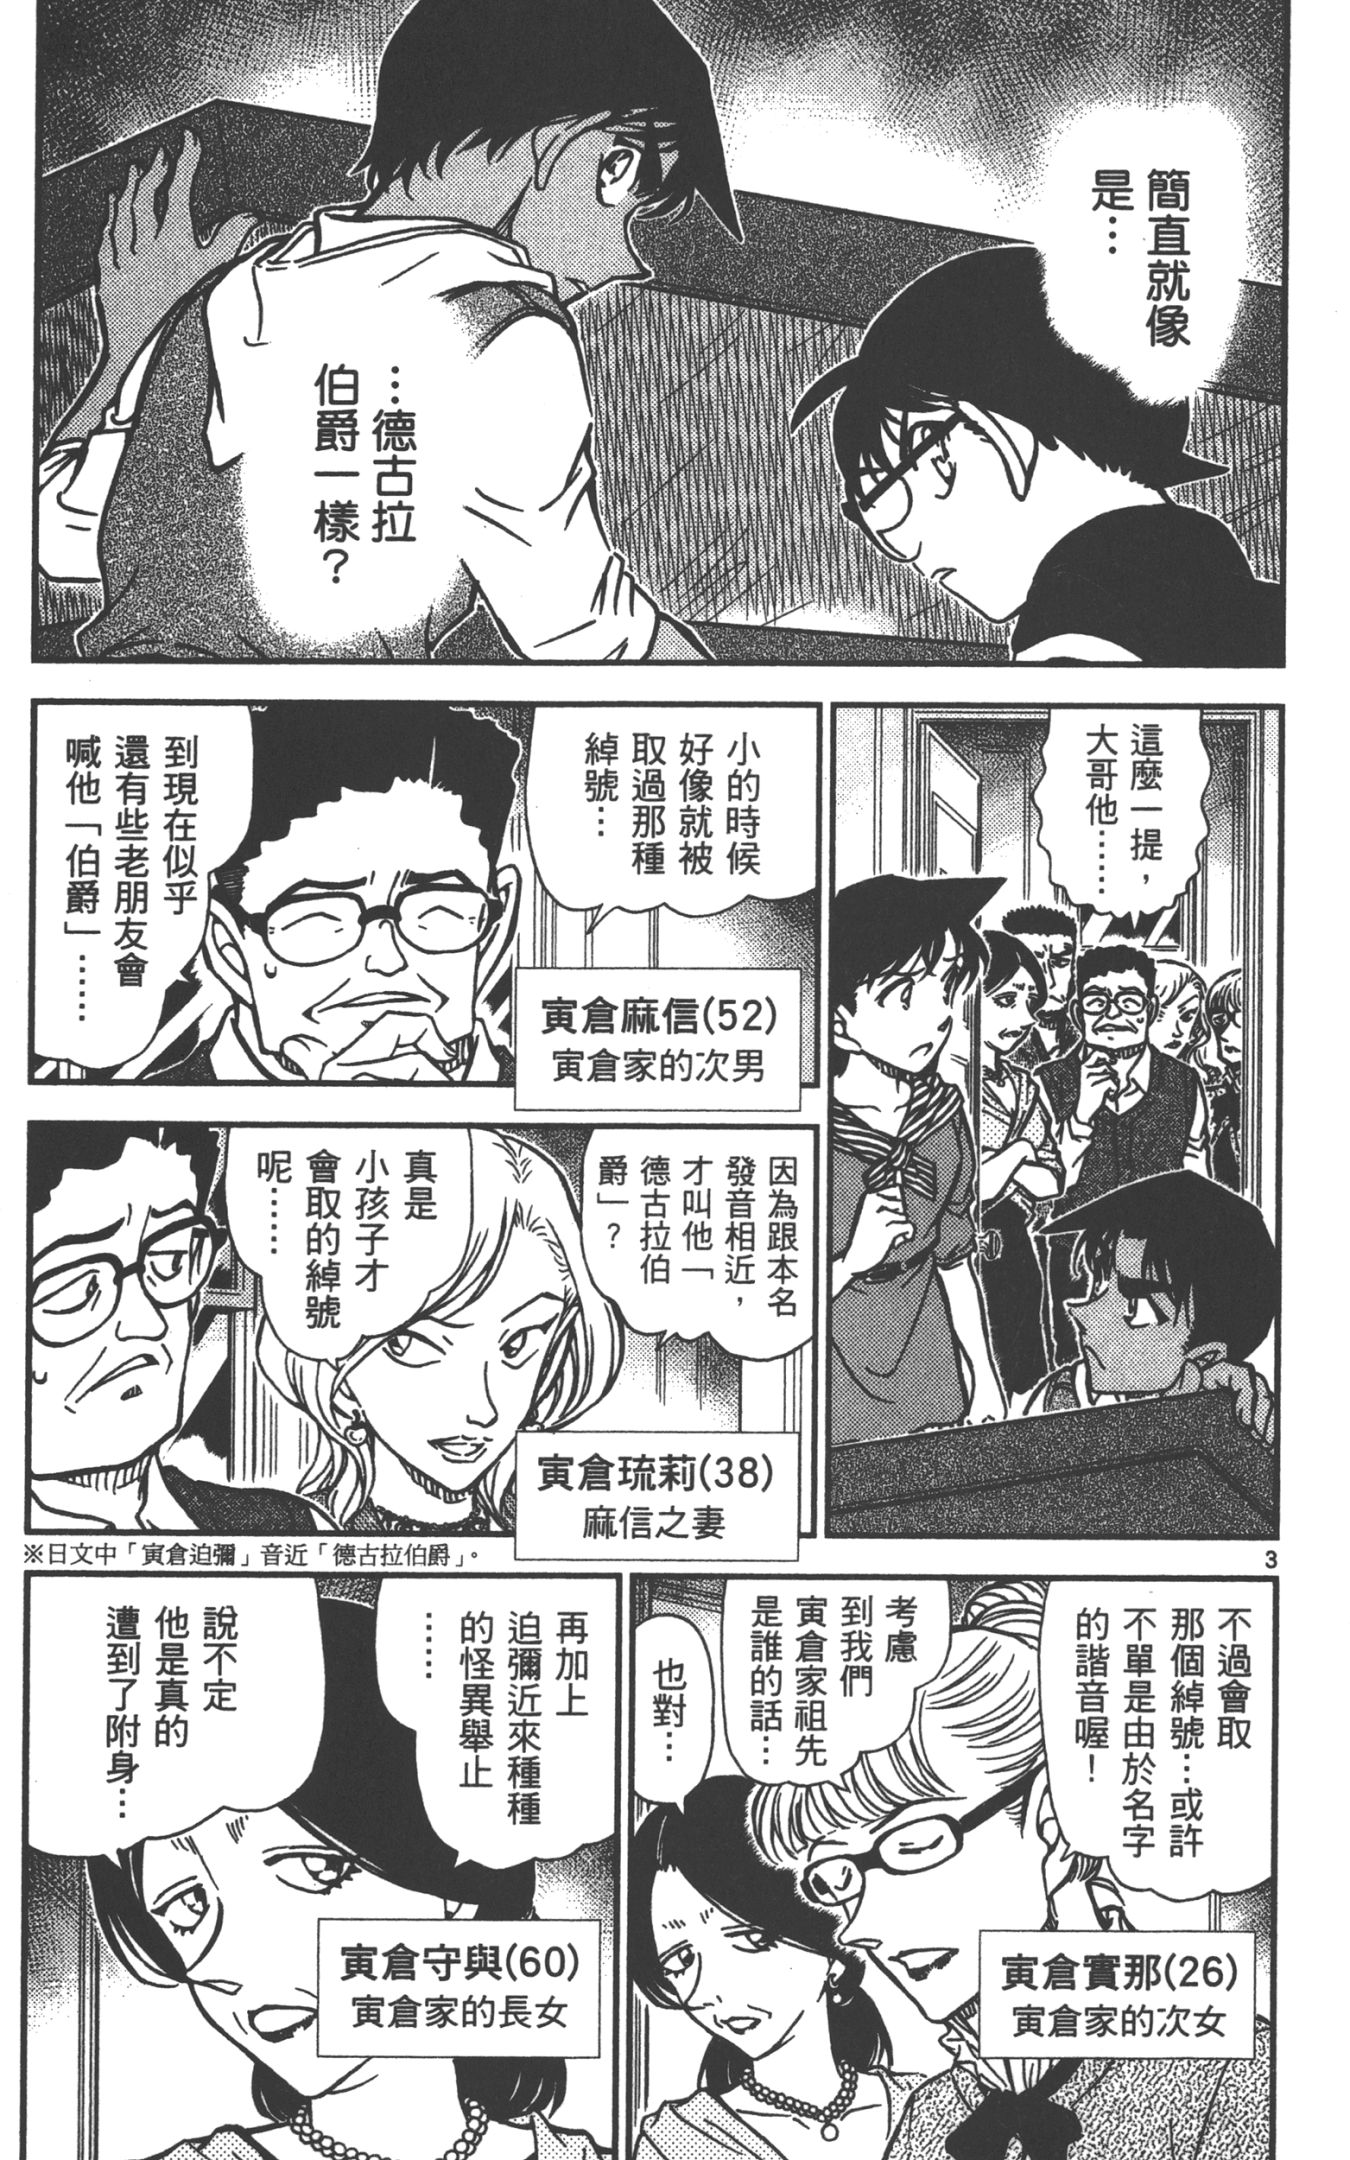 簡直就像
是…
…德古拉
伯爵一樣？
這麼一提，
大哥他……
小的時候
好像就被
取過那種
綽號…
到現在似乎
還有些老朋友會
喊他「伯爵」……
寅倉麻信(52)
寅倉家的次男
因為跟本名
發音相近，
才叫他「
德古拉伯
爵」？
真是
小孩子才
會取的綽號
呢……
寅倉琉莉(38)
麻信之妻
※日文中「寅倉迫彌」音近「德古拉伯爵」。
3
不過會取
那個綽號…或許
不單是由於名字
的諧音喔！
考慮
到我們
寅倉家祖先
是誰的話…
也對…
寅倉實那(26)
寅倉家的次女
再加上
迫彌近來種種
的怪異舉止
……
說不定
他是真的
遭到了附身…
寅倉守與(60)
寅倉家的長女